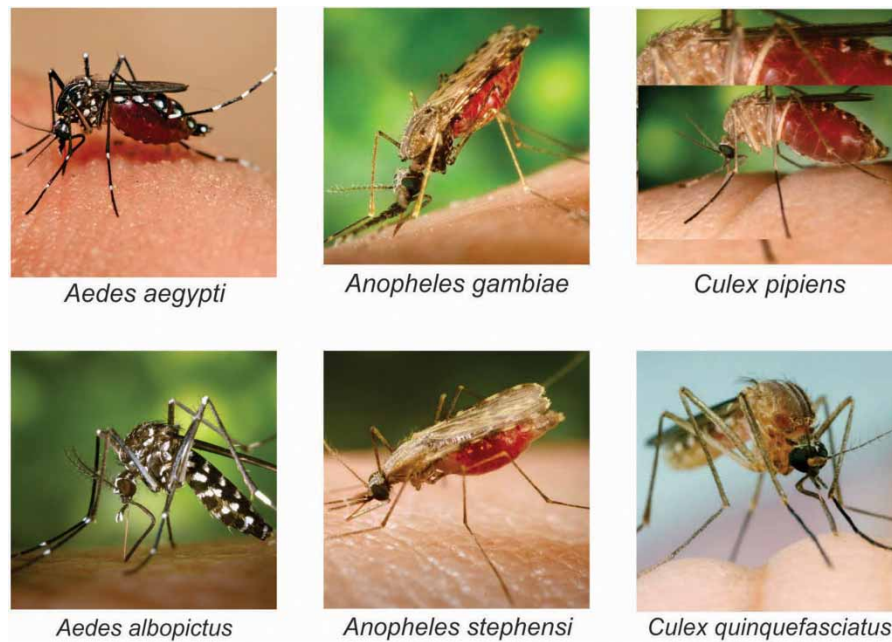 Aedes aegypti
Anopheles gambiae
Culex pipiens
Aedes albopictus
Anopheles stephensi
Culex quinquefasciatus